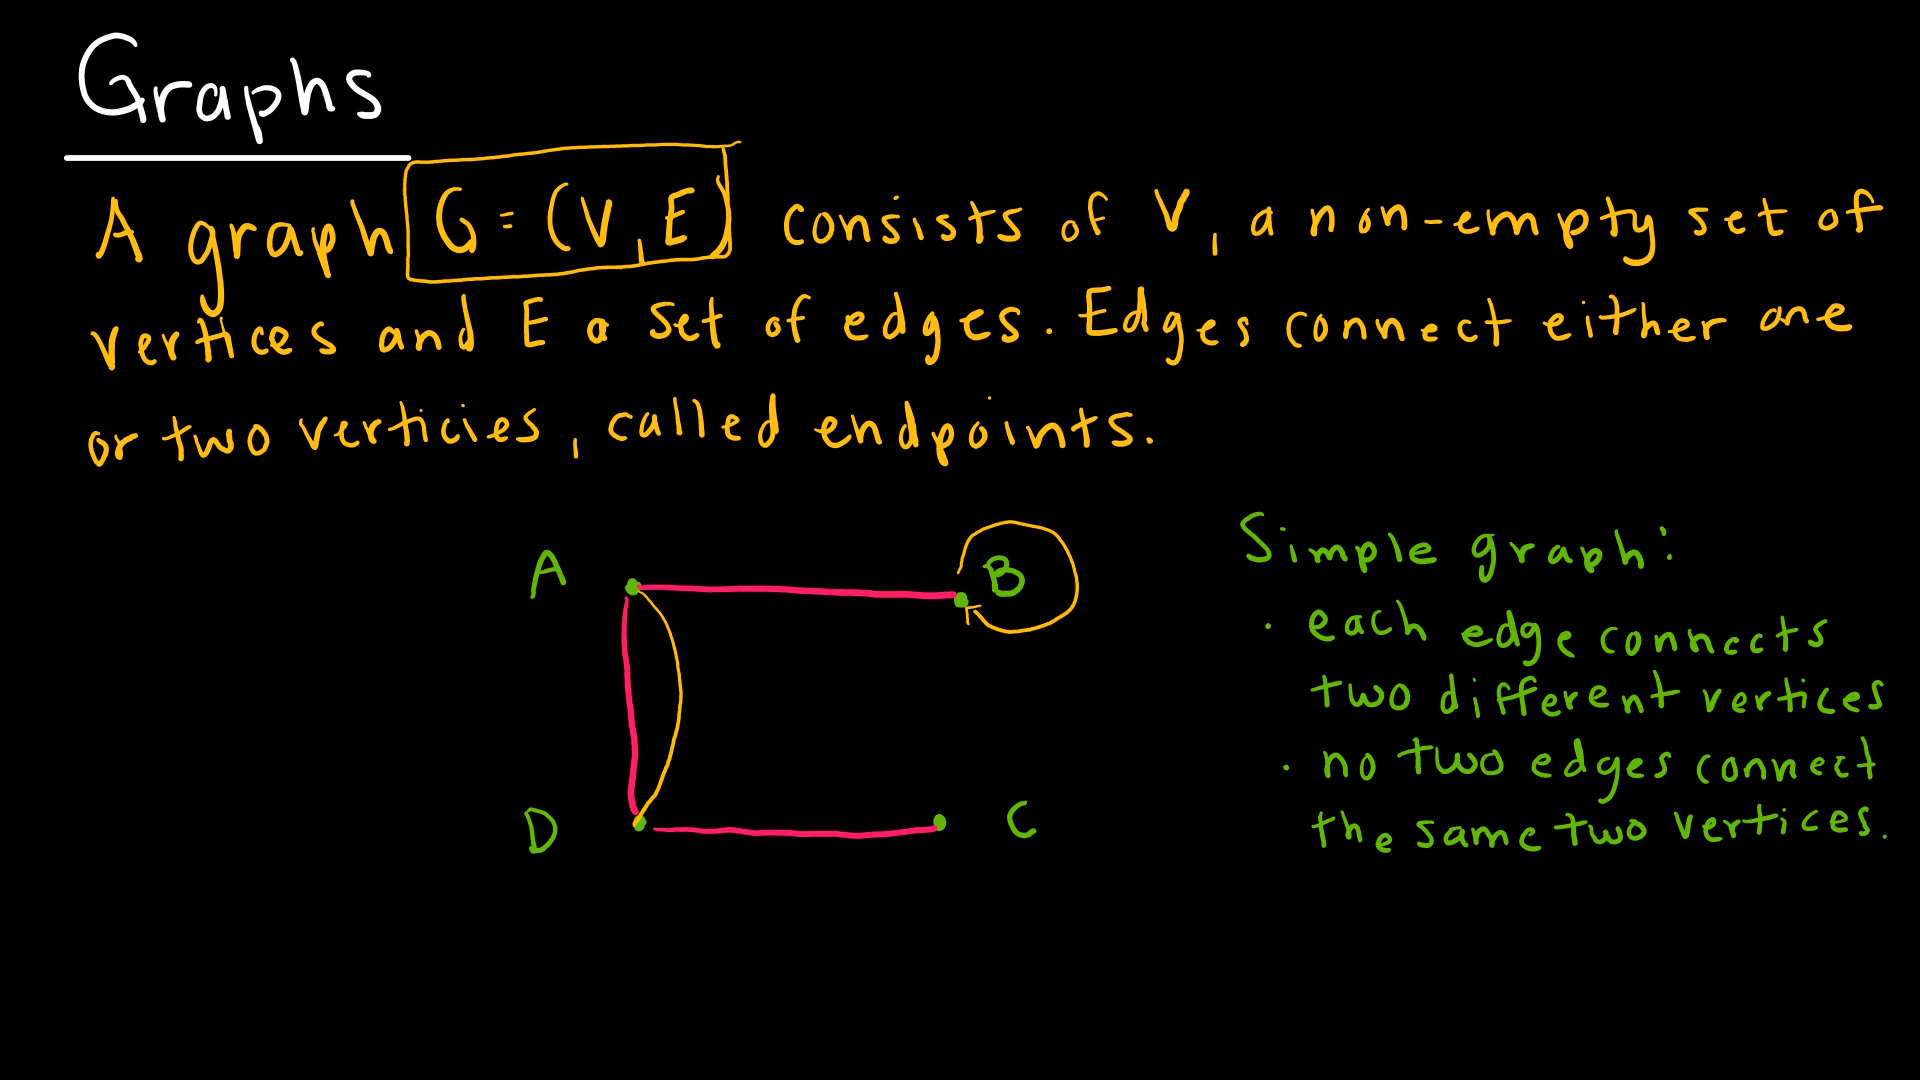 Graphs
A graph G = (V, E) consists of V, a non-empty set of
vertices and E a set of edges. Edges connect either one
or two verticies, called endpoints.
Simple graph:
A
B
· each edge connects
two different vertices
· no two edges connect
D
C
the same two vertices.